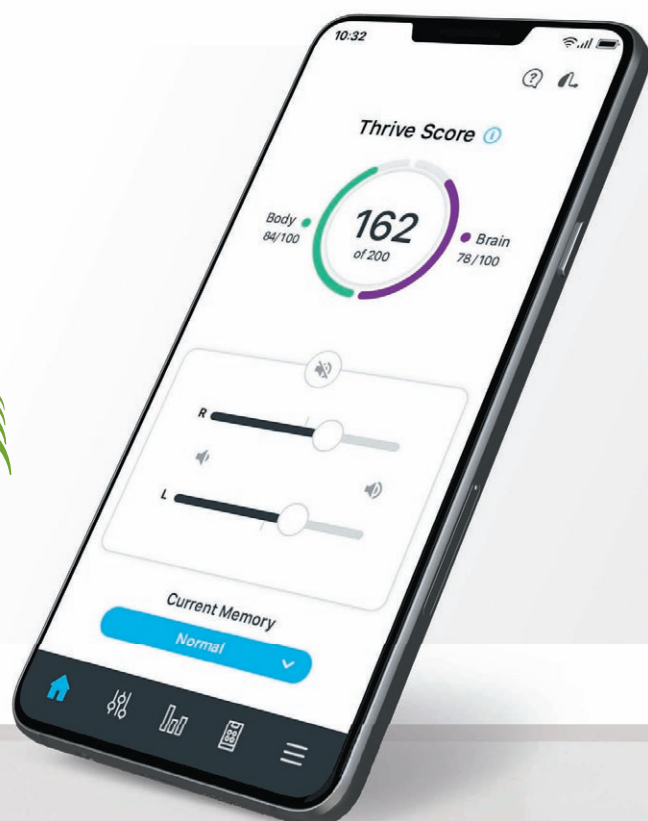 10:32
Thrive Score
Body
84/100
162
of 200
Brain
78/100
R
L
Current Memory
Normal